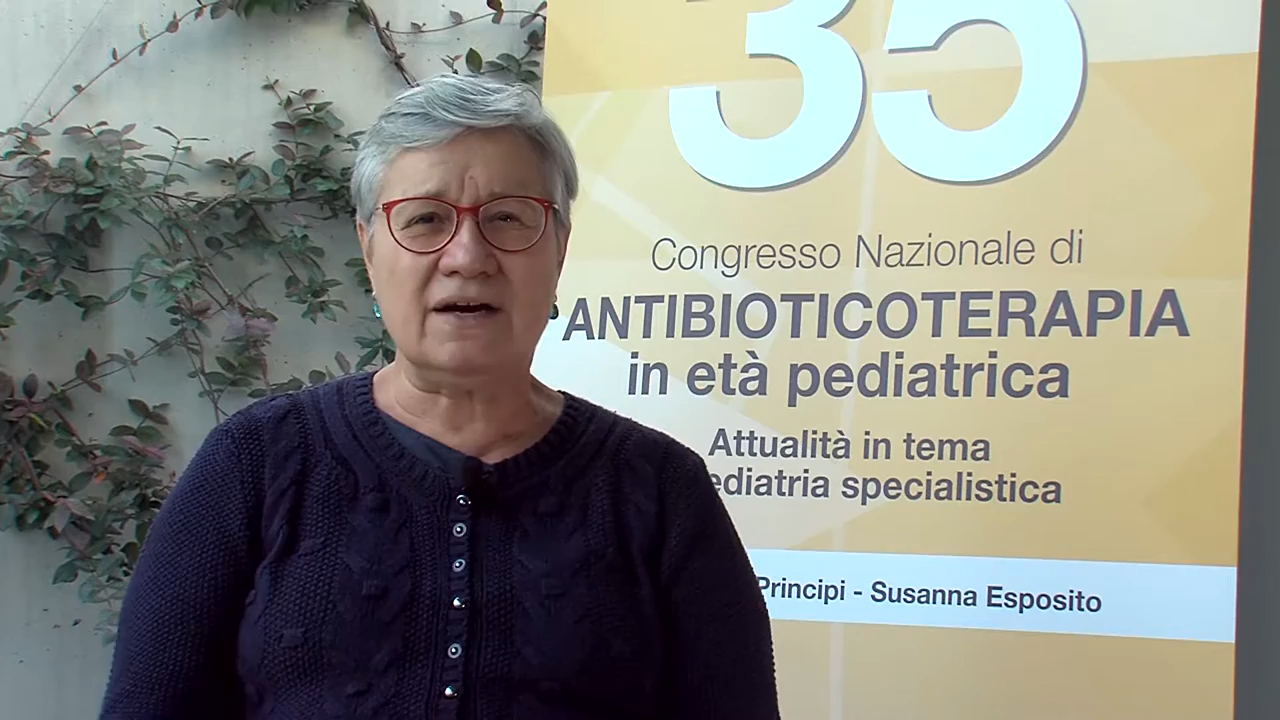 35
Congresso Nazionale di
ANTIBIOTICOTERAPIA
in età pediatrica
Attualità in tema
ediatria specialistica
Principi - Susanna Esposito